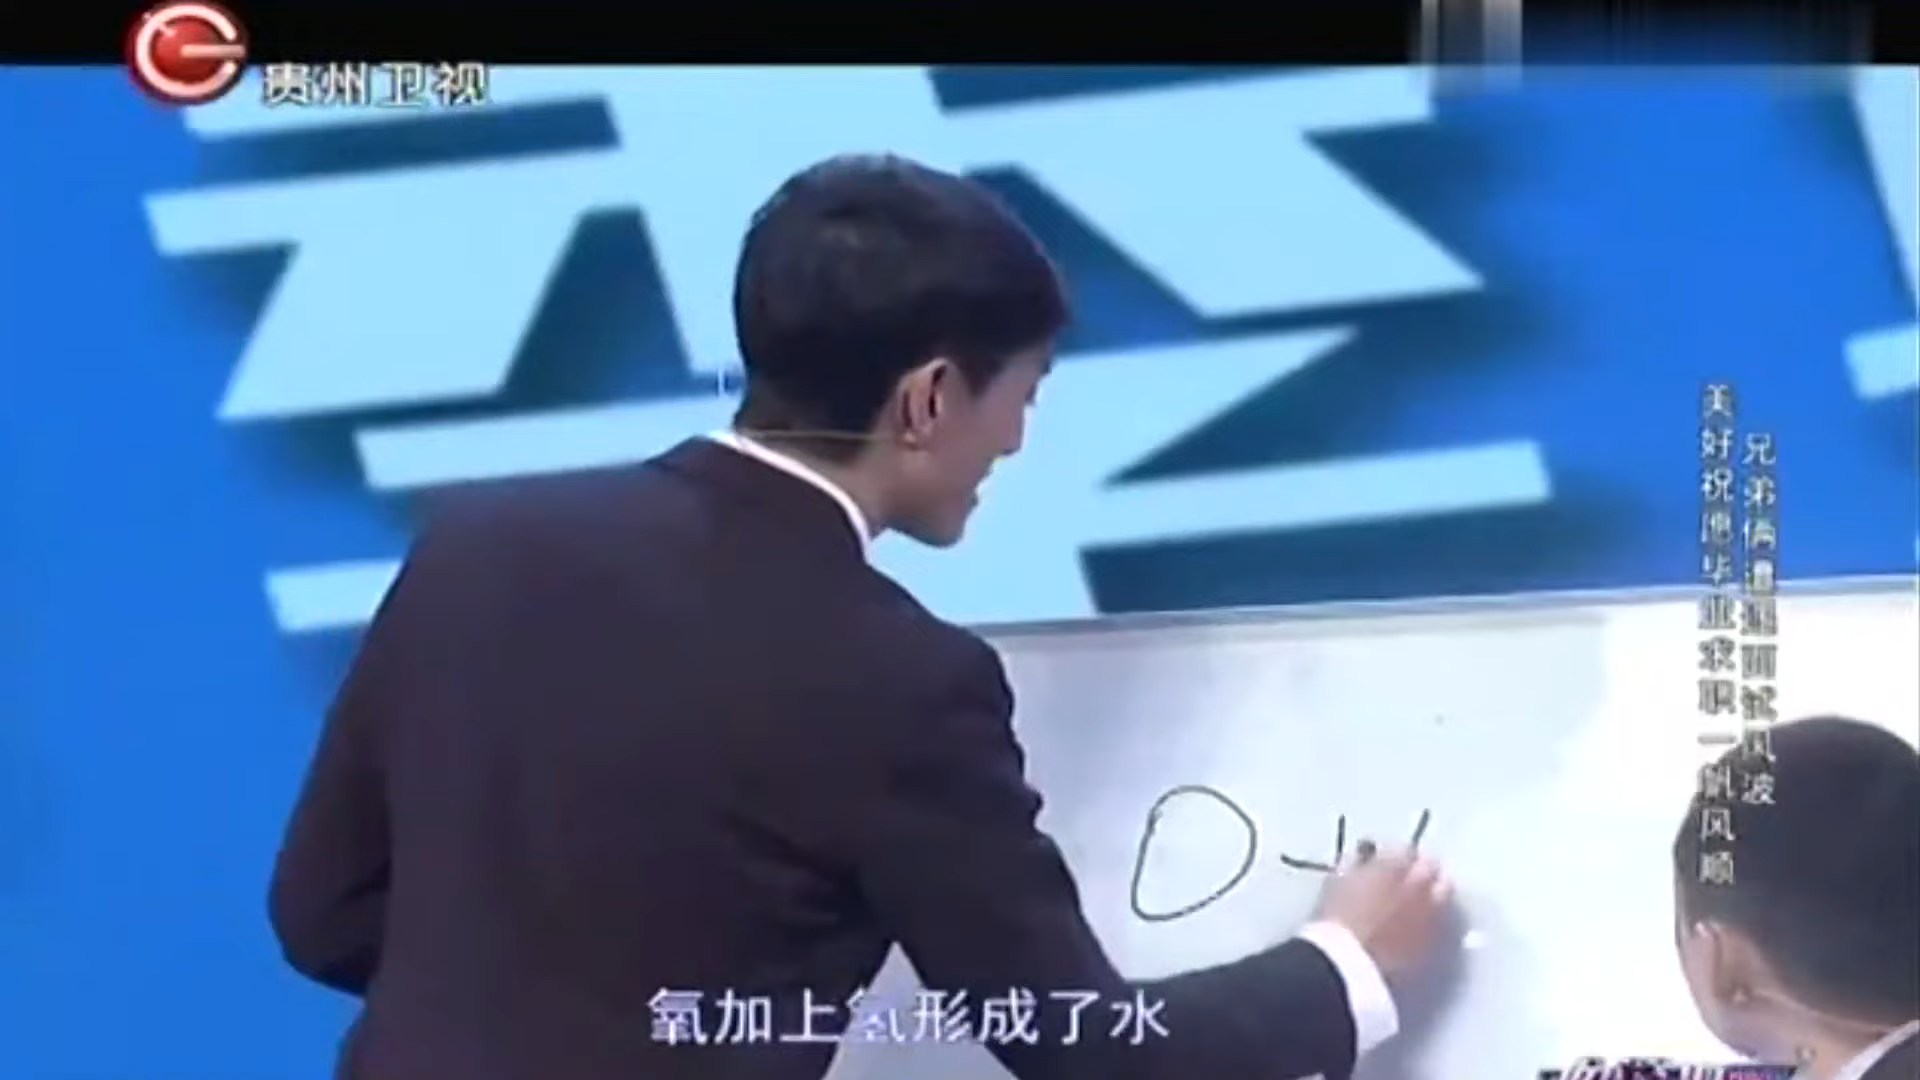 贵州卫视
兄弟俩遭遇面试风波
美好祝愿毕业求职一帆风顺
O
氧加上氢形成了水